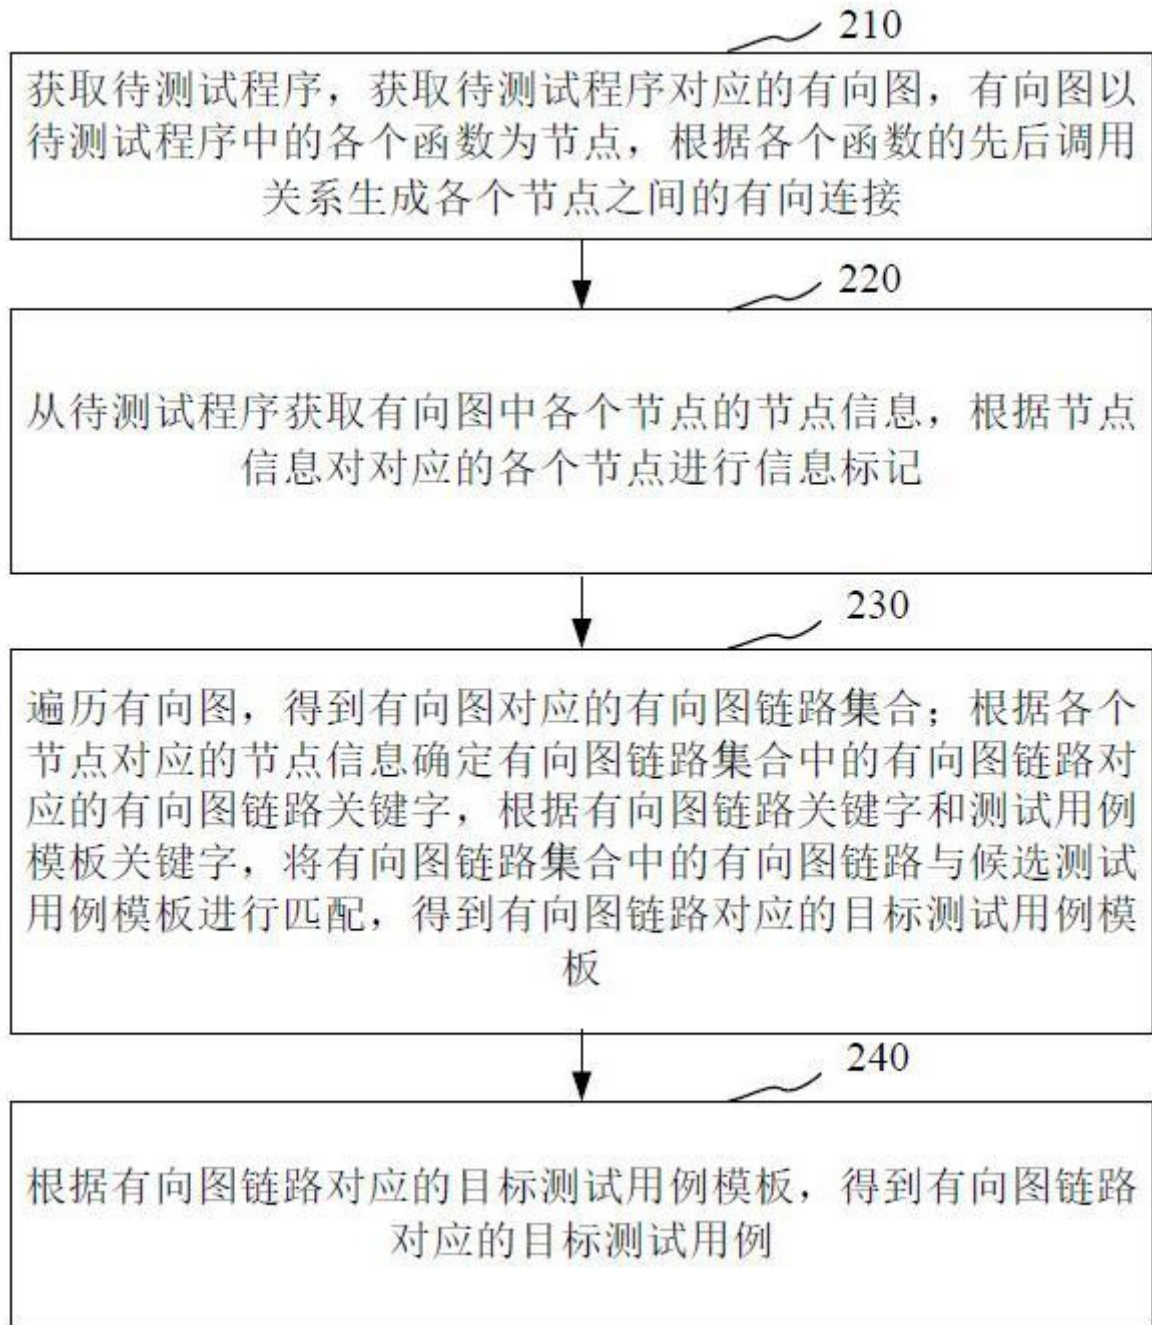 210
获取待测试程序，获取待测试程序对应的有向图，有向图以
待测试程序中的各个函数为节点，根据各个函数的先后调用
关系生成各个节点之间的有向连接
220
从待测试程序获取有向图中各个节点的节点信息，根据节点
信息对对应的各个节点进行信息标记
230
遍历有向图，得到有向图对应的有向图链路集合；根据各个
节点对应的节点信息确定有向图链路集合中的有向图链路对
应的有向图链路关键字，根据有向图链路关键字和测试用例
模板关键字，将有向图链路集合中的有向图链路与候选测试
用例模板进行匹配，得到有向图链路对应的目标测试用例模
板
240
根据有向图链路对应的目标测试用例模板，得到有向图链路
对应的目标测试用例